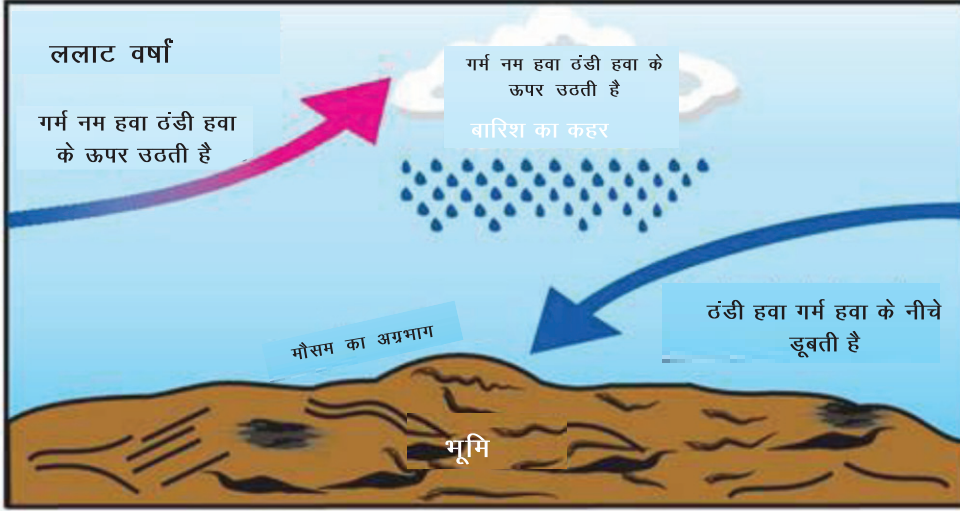 ललाट वर्षां
गर्म नम हवा ठंडी हवा
के ऊपर उठती है
गर्म नम हवा ठंडी हवा के
ऊपर उठती है
बारिश का कहर
ठंडी हवा गर्म हवा के नीचे
डूबती है
मौसम का अग्रभाग
भूमि